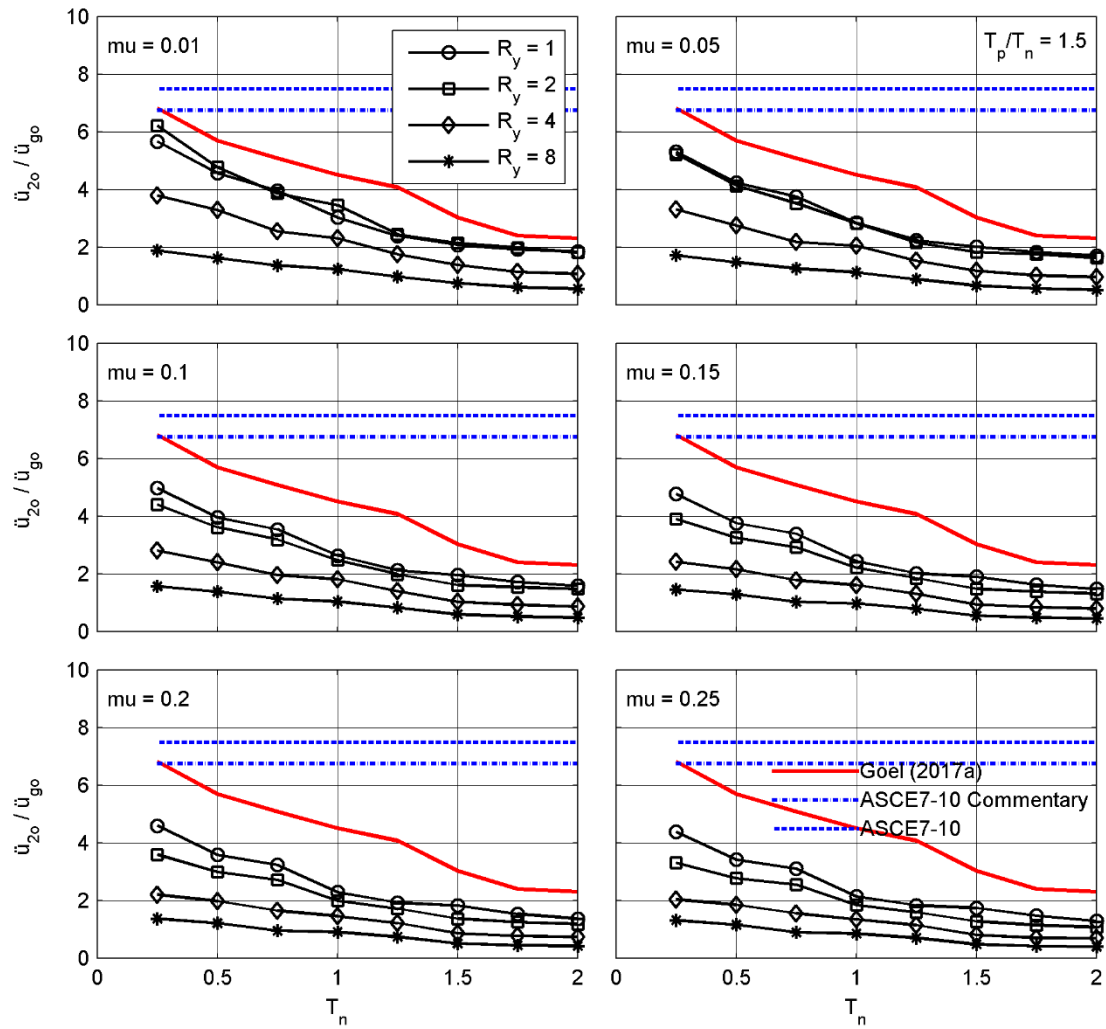 10
8
6
4
2
0
ü₂ₒ / ü_gₒ
mu = 0.01
R_y = 1
R_y = 2
R_y = 4
R_y = 8
mu = 0.05
T_p/T_n = 1.5
10
8
6
4
2
0
ü₂ₒ / ü_gₒ
mu = 0.1
mu = 0.15
10
8
6
4
2
0
ü₂ₒ / ü_gₒ
mu = 0.2
mu = 0.25
Goel (2017a)
ASCE7-10 Commentary
ASCE7-10
0 0.5 1 1.5 2
T_n
0 0.5 1 1.5 2
T_n